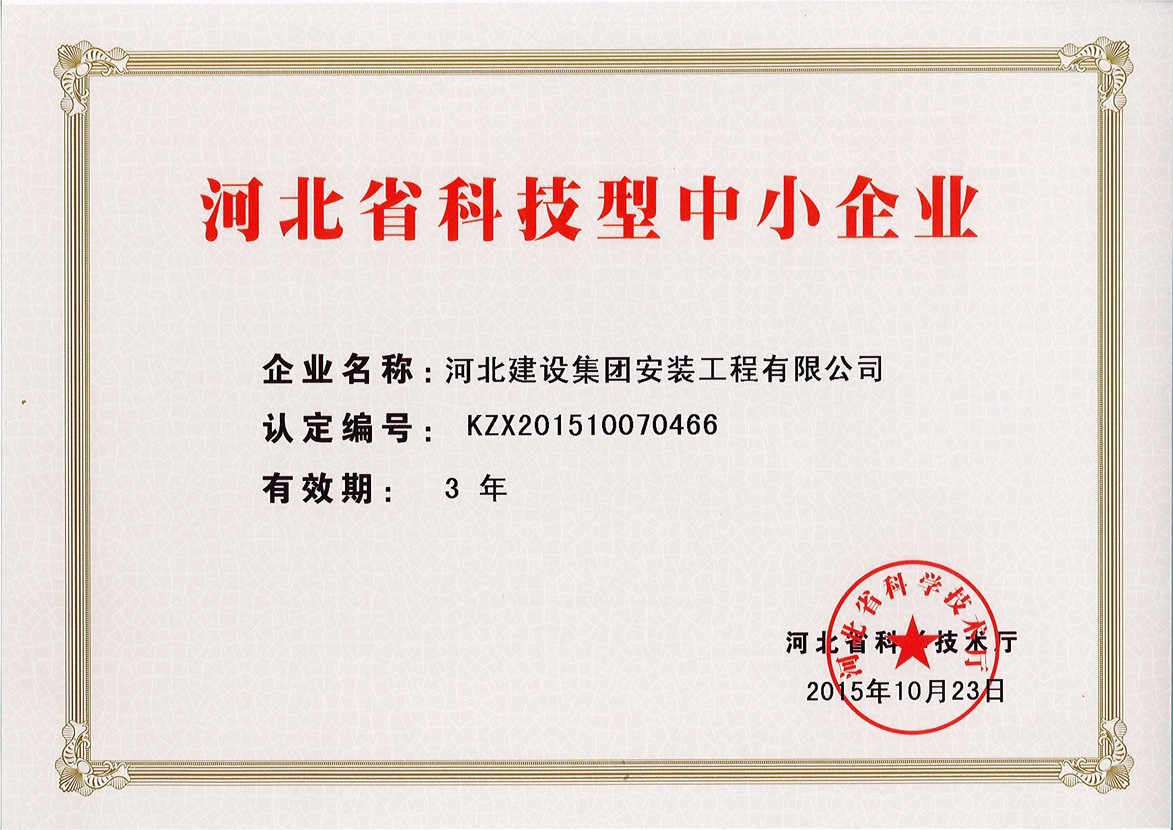 河北省科技型中小企业
企业名称：河北建设集团安装工程有限公司
认定编号： KZX201510070466
有效期： 3 年
河北省科学技术厅
河北省科学技术厅
2015年10月23日